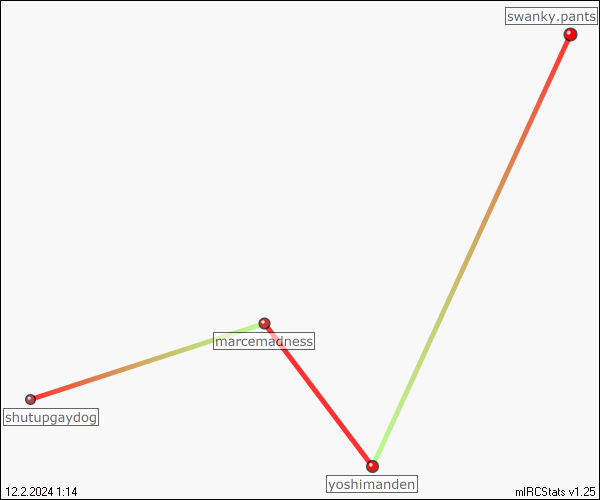 swanky.pants
marcemadness
shutupgaydog
yoshimanden
12.2.2024 1:14
mIRCStats v1.25